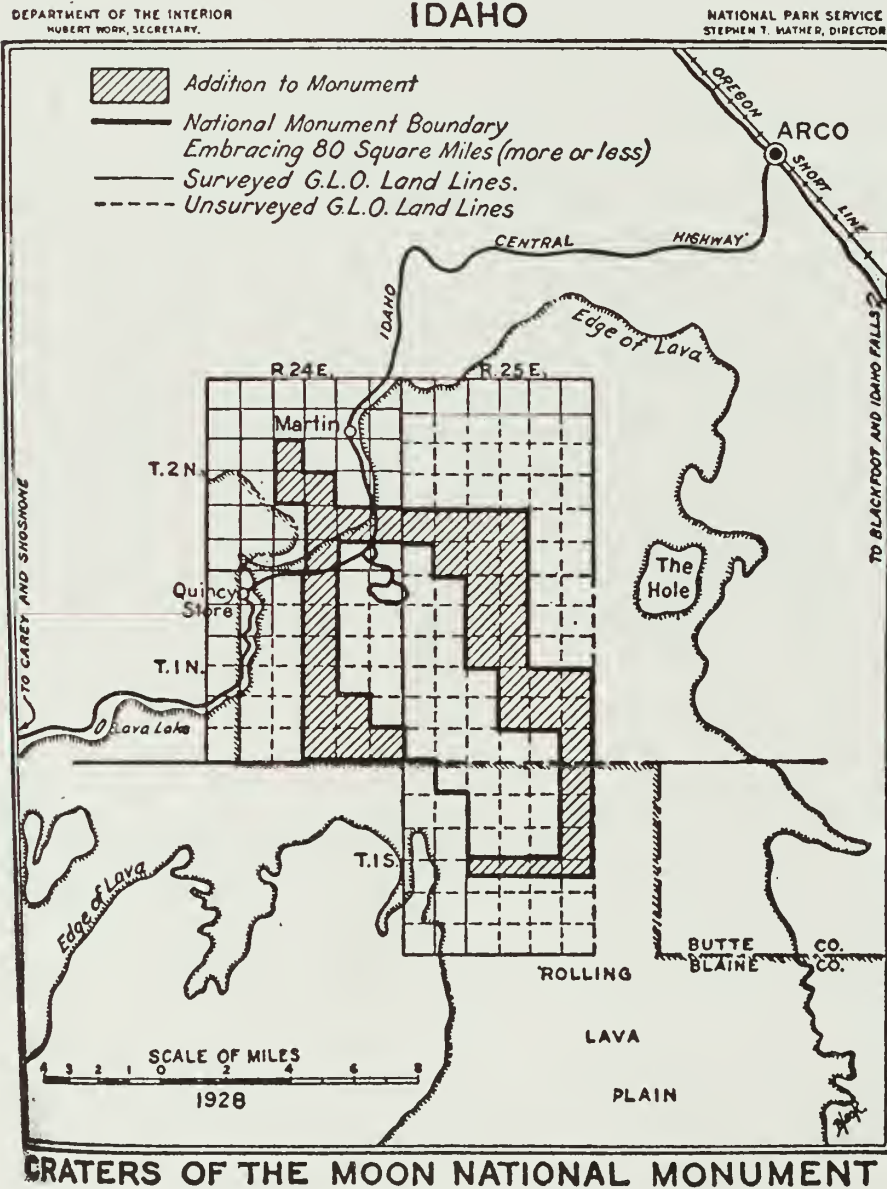 DEPARTMENT OF THE INTERIOR
HUBERT WORK, SECRETARY.
IDAHO
NATIONAL PARK SERVICE
STEPHEN T. MATHER, DIRECTOR
Addition to Monument
National Monument Boundary
Embracing 80 Square Miles (more or less)
Surveyed G.L.O. Land Lines.
Unsurveyed G.L.O. Land Lines
OREGON SHORT LINE
ARCO
IDAHO CENTRAL HIGHWAY
TO BLACKFOOT AND IDAHO FALLS
Edge of Lava
R.24E.
R.25E.
Martin
T.2N.
The
Hole
Quincy
Store
TO CAREY AND SHOSHONE
T.1N.
Lava Lake
T.1S.
Edge of Lava
BUTTE CO.
BLAINE CO.
ROLLING
LAVA
PLAIN
SCALE OF MILES
4 3 2 1 0 2 4 6 8
1928
CRATERS OF THE MOON NATIONAL MONUMENT